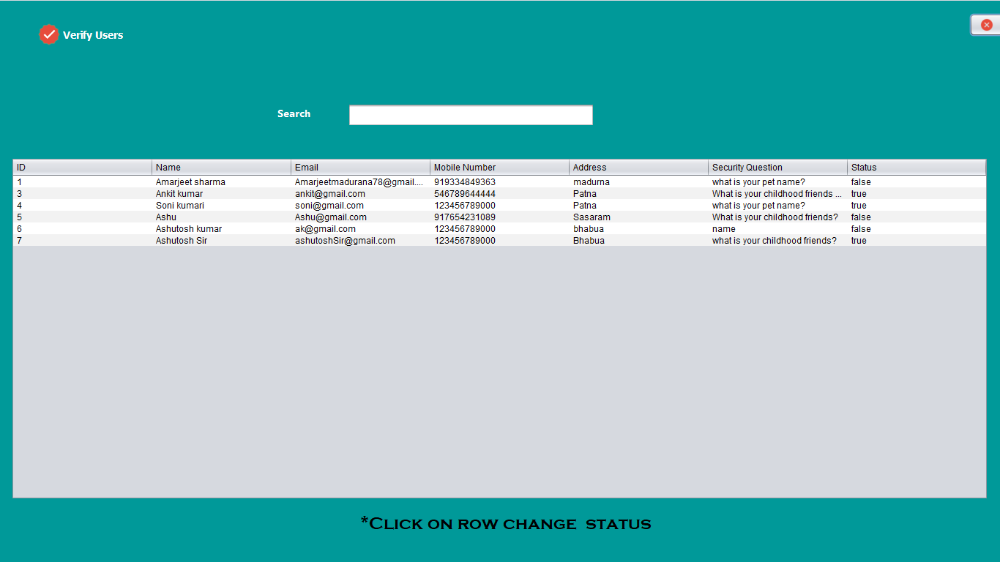 Verify Users
Search
ID Name Email Mobile Number Address Security Question Status
1 Amarjeet sharma Amarjeetmadurana78@gmail.... 919334849363 madurna what is your pet name? false
3 Ankit kumar ankit@gmail.com 546789644444 Patna What is your childhood friends ... true
4 Soni kumari soni@gmail.com 123456789000 Patna what is your pet name? true
5 Ashu Ashu@gmail.com 917654231089 Sasaram What is your childhood friends? false
6 Ashutosh kumar ak@gmail.com 123456789000 bhabua name false
7 Ashutosh Sir ashutoshSir@gmail.com 123456789000 Bhabua what is your childhood friends? true
*Click on row change status